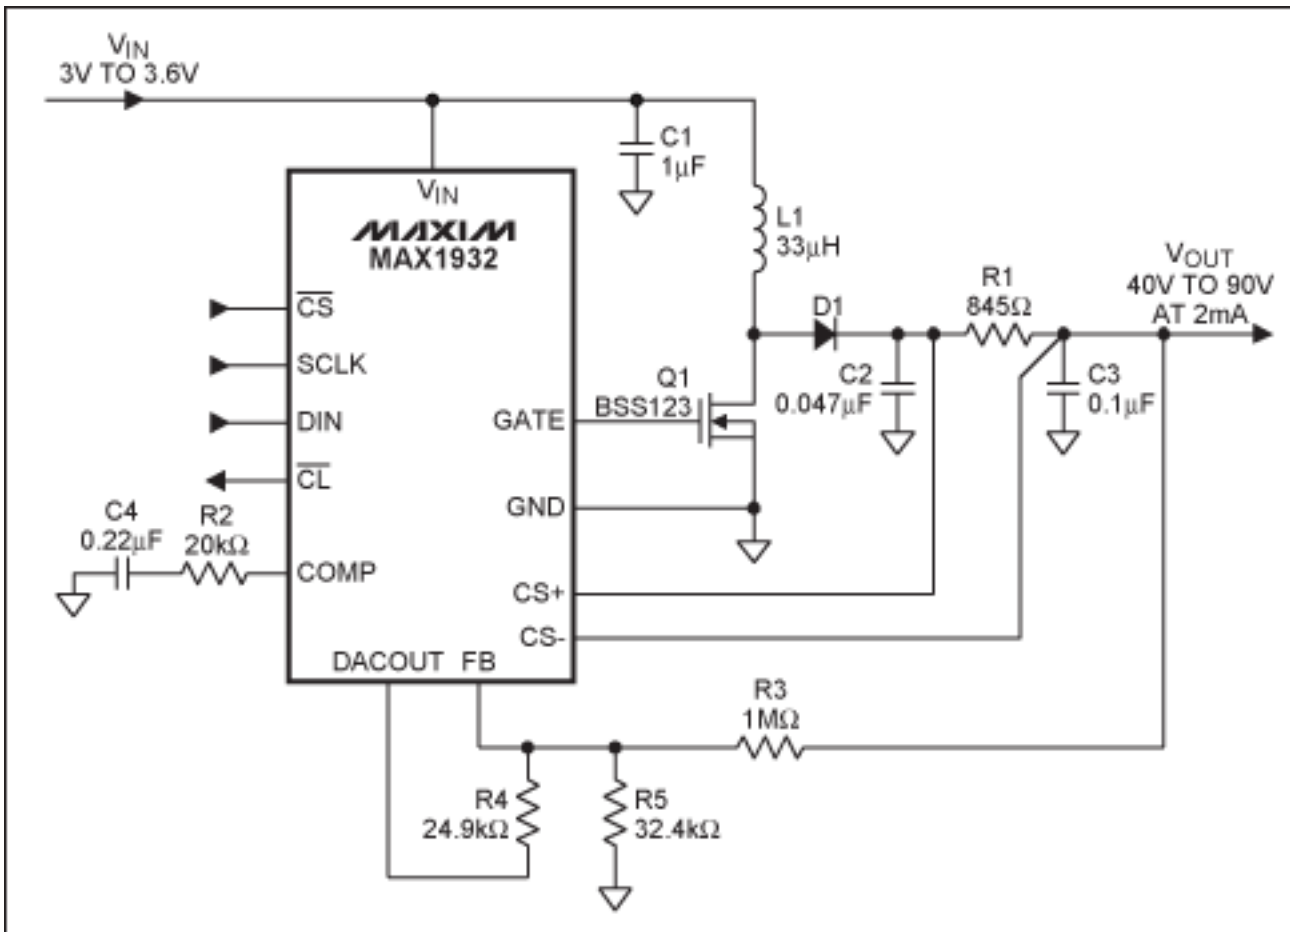 VIN
3V TO 3.6V
C1
1µF
VIN
MAXIM
MAX1932
L1
33µH
VOUT
40V TO 90V
AT 2mA
R1
845Ω
D1
CS
SCLK
DIN
CL
COMP
GATE
GND
CS+
CS-
DACOUT FB
Q1
BSS123
C2
0.047µF
C3
0.1µF
C4
0.22µF
R2
20kΩ
R3
1MΩ
R4
24.9kΩ
R5
32.4kΩ